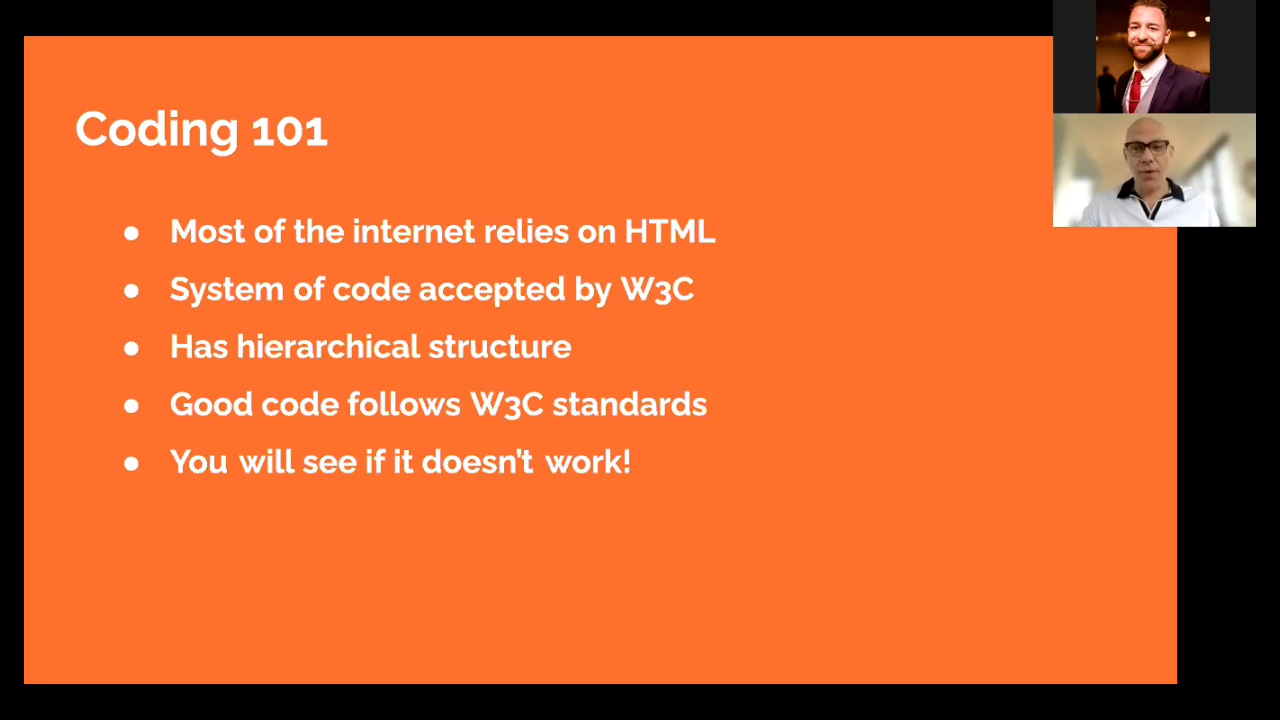 Coding 101
● Most of the internet relies on HTML
● System of code accepted by W3C
● Has hierarchical structure
● Good code follows W3C standards
● You will see if it doesn't work!